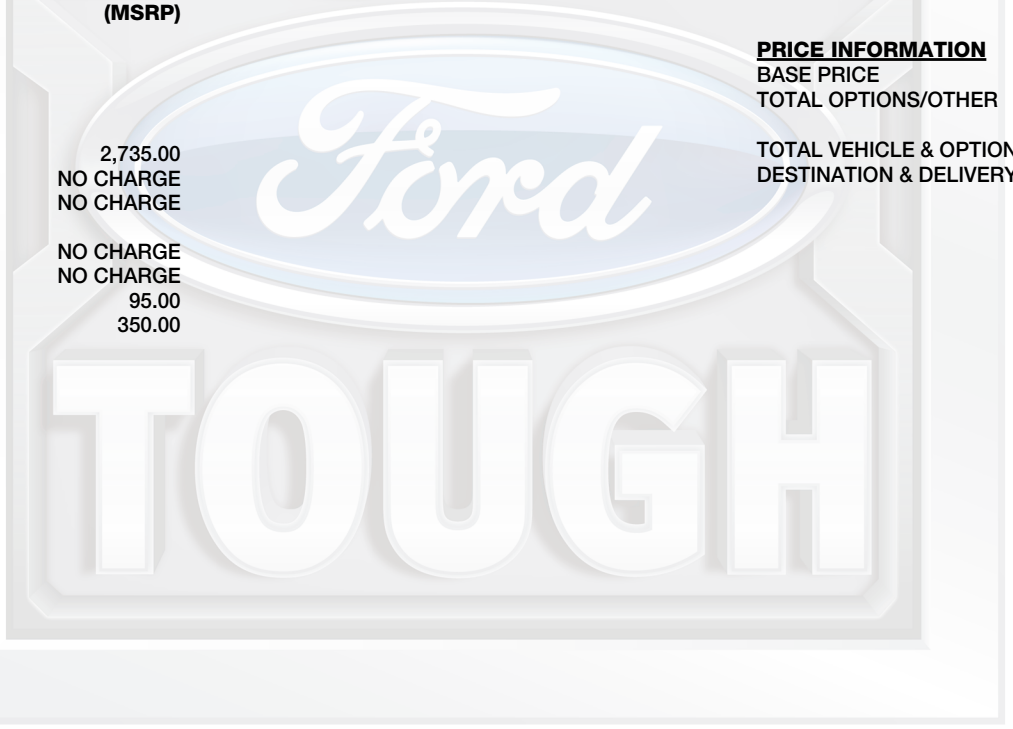 (MSRP)
2,735.00
NO CHARGE
NO CHARGE
NO CHARGE
NO CHARGE
95.00
350.00
PRICE INFORMATION
BASE PRICE
TOTAL OPTIONS/OTHER
TOTAL VEHICLE & OPTION
DESTINATION & DELIVERY
Ford
TOUGH